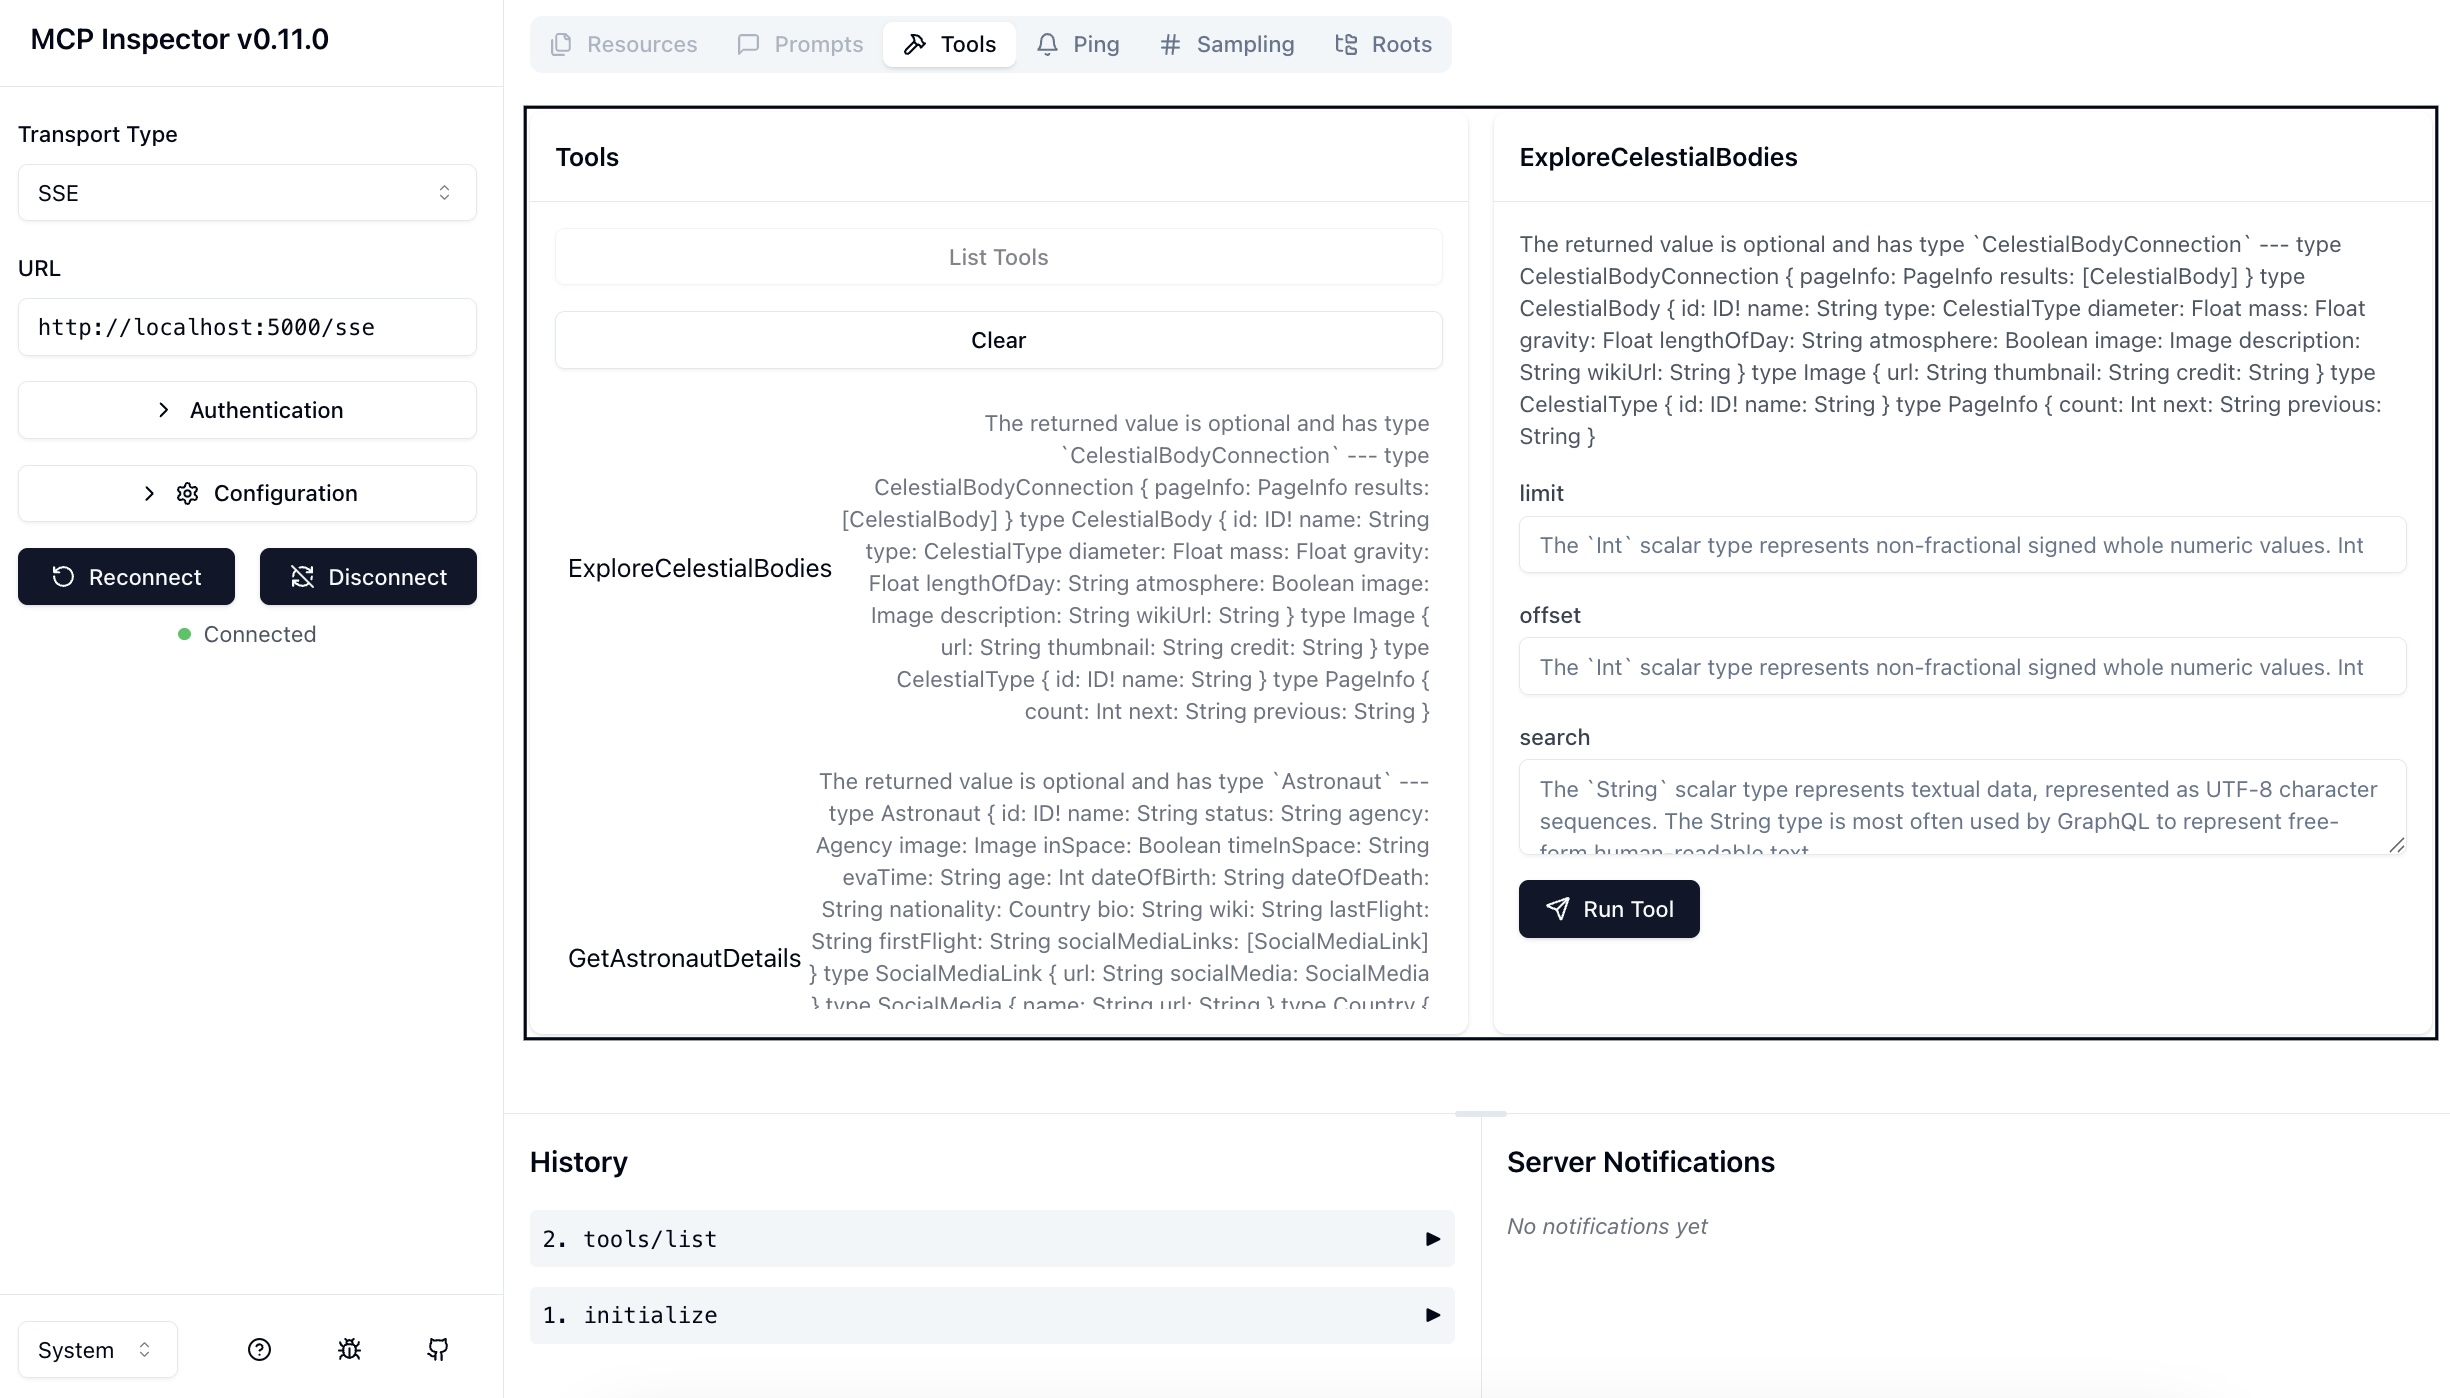 MCP Inspector v0.11.0
Transport Type
SSE
URL
http://localhost:5000/sse
Authentication
Configuration
Reconnect
Disconnect
Connected
System
Resources
Prompts
Tools
Ping
Sampling
Roots
Tools
List Tools
Clear
ExploreCelestialBodies
The returned value is optional and has type
`CelestialBodyConnection` --- type
CelestialBodyConnection { pageInfo: PageInfo results:
[CelestialBody] } type CelestialBody { id: ID! name: String
type: CelestialType diameter: Float mass: Float gravity:
Float lengthOfDay: String atmosphere: Boolean image:
Image description: String wikiUrl: String } type Image {
url: String thumbnail: String credit: String } type
CelestialType { id: ID! name: String } type PageInfo {
count: Int next: String previous: String }
GetAstronautDetails
The returned value is optional and has type `Astronaut` ---
type Astronaut { id: ID! name: String status: String agency:
Agency image: Image inSpace: Boolean timeInSpace: String
evaTime: String age: Int dateOfBirth: String dateOfDeath:
String nationality: Country bio: String wiki: String lastFlight:
String firstFlight: String socialMediaLinks: [SocialMediaLink]
} type SocialMediaLink { url: String socialMedia: SocialMedia
} type SocialMedia { name: String url: String } type Country {
ExploreCelestialBodies
The returned value is optional and has type `CelestialBodyConnection` --- type
CelestialBodyConnection { pageInfo: PageInfo results: [CelestialBody] } type
CelestialBody { id: ID! name: String type: CelestialType diameter: Float mass: Float
gravity: Float lengthOfDay: String atmosphere: Boolean image: Image description:
String wikiUrl: String } type Image { url: String thumbnail: String credit: String } type
CelestialType { id: ID! name: String } type PageInfo { count: Int next: String previous:
String }
limit
The `Int` scalar type represents non-fractional signed whole numeric values. Int
offset
The `Int` scalar type represents non-fractional signed whole numeric values. Int
search
The `String` scalar type represents textual data, represented as UTF-8 character
sequences. The String type is most often used by GraphQL to represent free-
form human-readable text.
Run Tool
History
2. tools/list
1. initialize
Server Notifications
No notifications yet